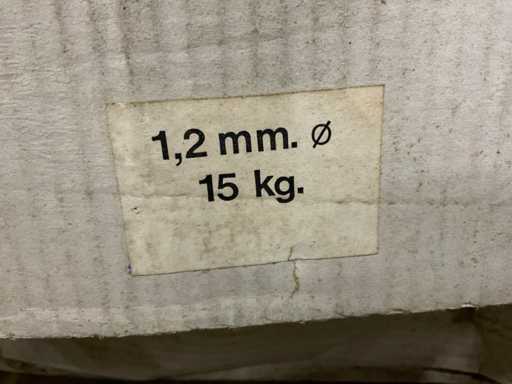 1,2 mm. ø
15 kg.